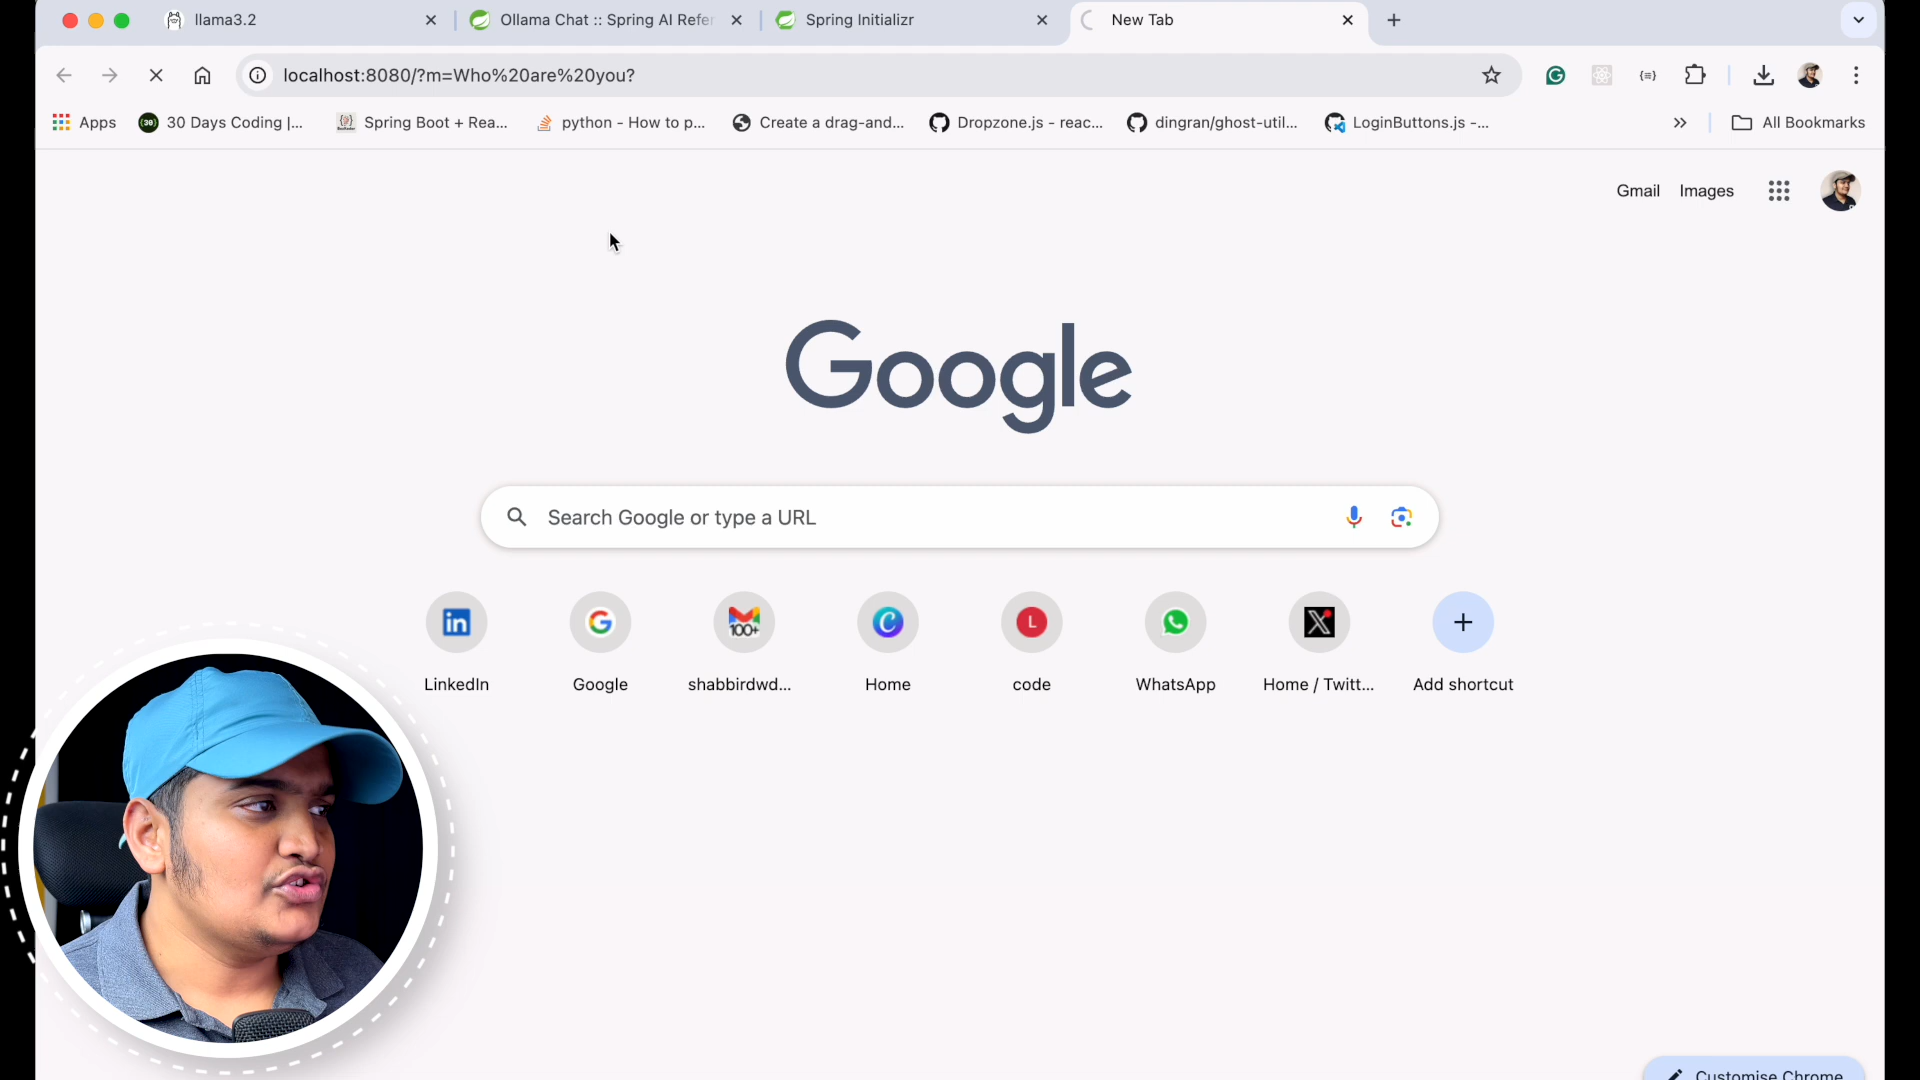 llama3.2
Ollama Chat :: Spring AI Refer
Spring Initializr
New Tab
localhost:8080/?m=Who%20are%20you?
Apps
30 Days Coding |...
Spring Boot + Rea...
python - How to p...
Create a drag-and...
Dropzone.js - reac...
dingran/ghost-util...
LoginButtons.js -...
All Bookmarks
Gmail
Images
Google
Search Google or type a URL
100+
L
LinkedIn
Google
shabbirdwd...
Home
code
WhatsApp
Home / Twitt...
Add shortcut
Customise Chrome